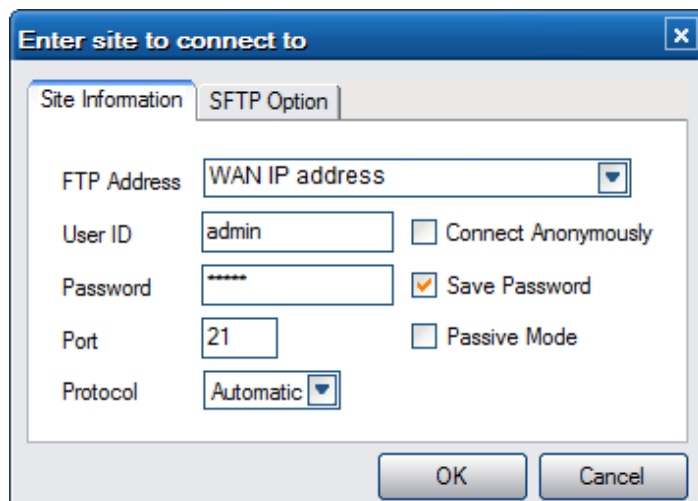 Enter site to connect to
Site Information SFTP Option
FTP Address WAN IP address
User ID admin Connect Anonymously
Password ***** Save Password
Port 21 Passive Mode
Protocol Automatic
OK Cancel